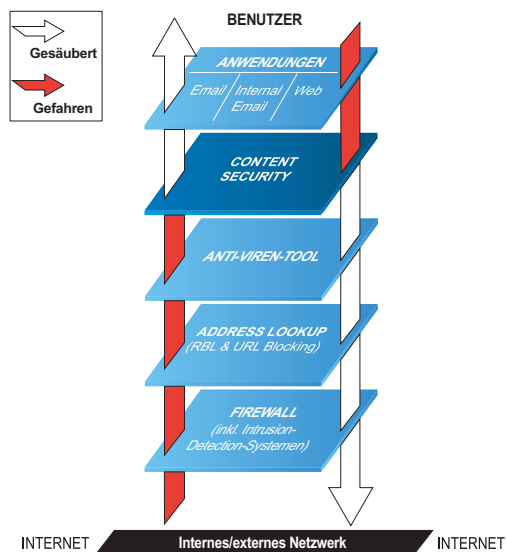 BENUTZER
Gesäubert
Gefahren
ANWENDUNGEN
Email
Internal
Email
Web
CONTENT
SECURITY
ANTI-VIREN-TOOL
ADDRESS LOOKUP
(RBL & URL Blocking)
FIREWALL
(inkl. Intrusion-
Detection-Systemen)
INTERNET
Internes/externes Netzwerk
INTERNET